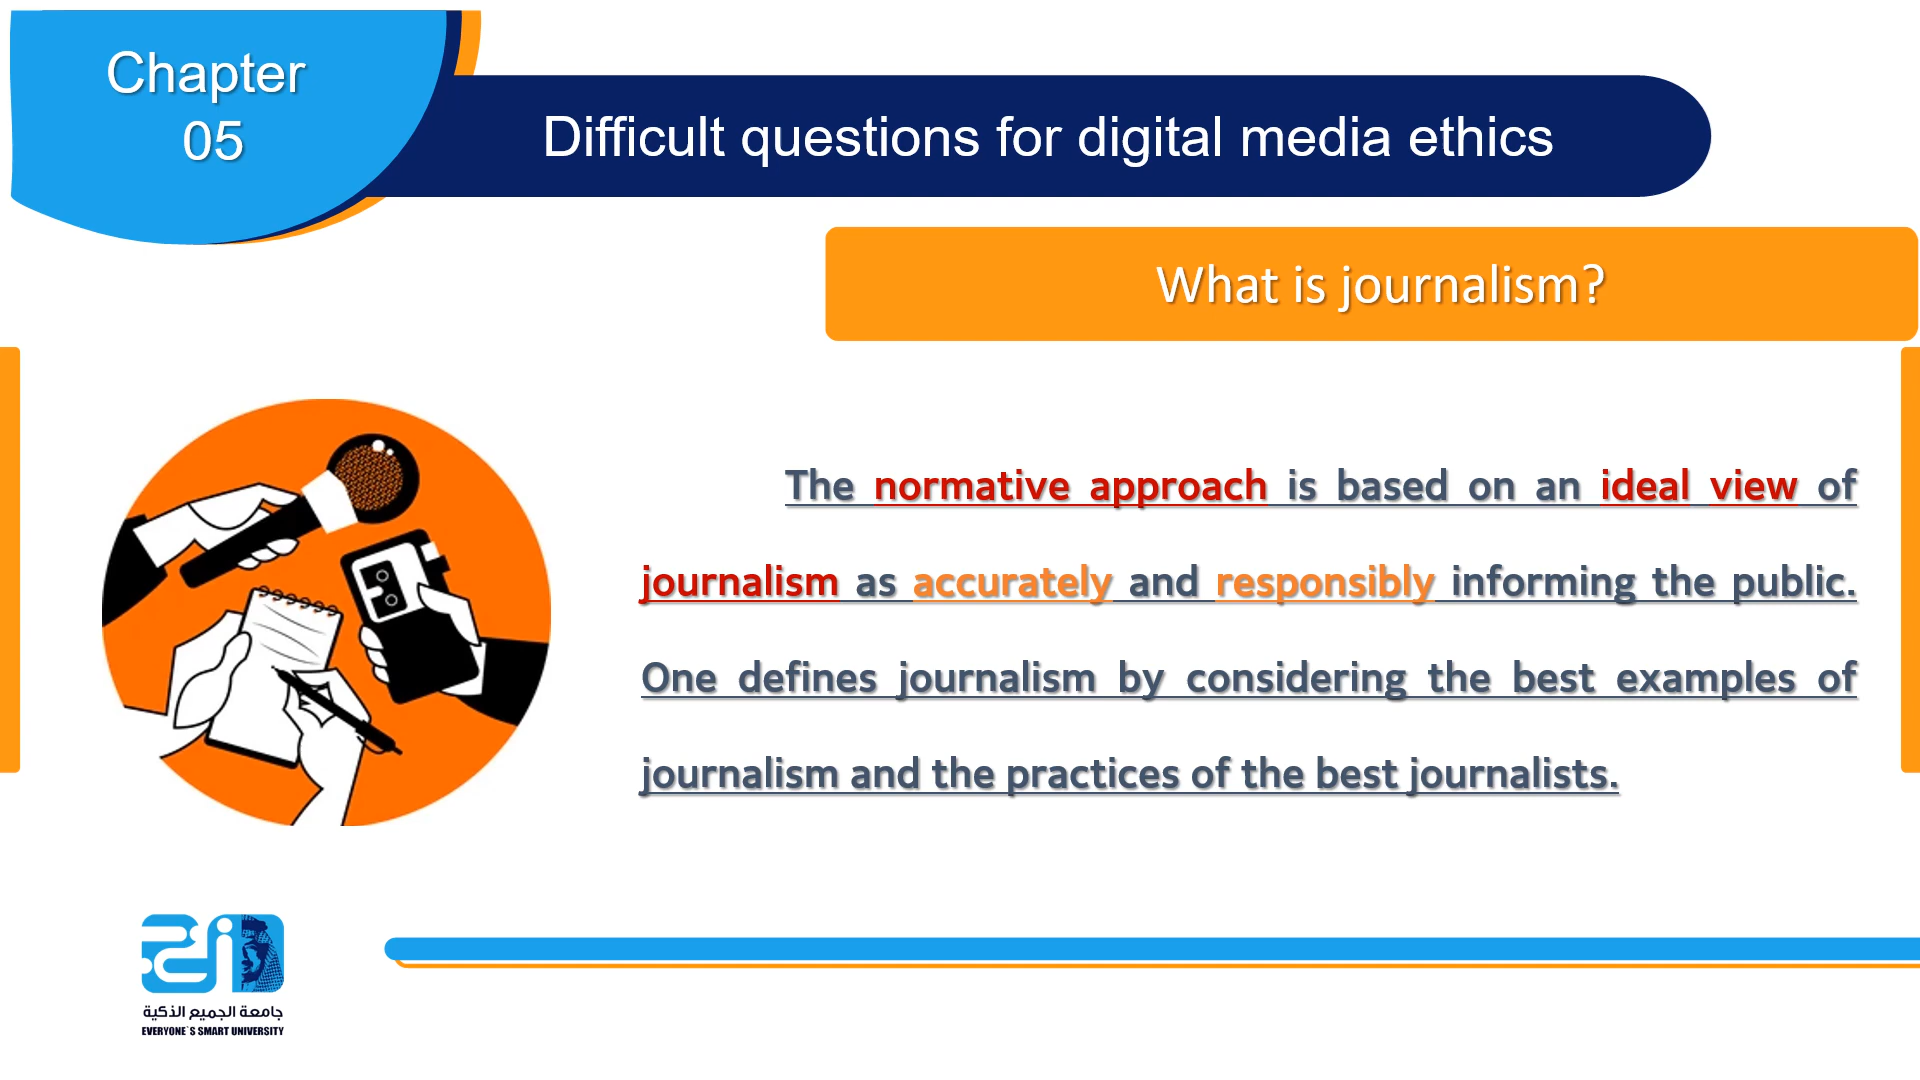 Chapter
05
Difficult questions for digital media ethics
What is journalism?
The normative approach is based on an ideal view of
journalism as accurately and responsibly informing the public.
One defines journalism by considering the best examples of
journalism and the practices of the best journalists.
جامعة الجميع الذكية
EVERYONE`S SMART UNIVERSITY